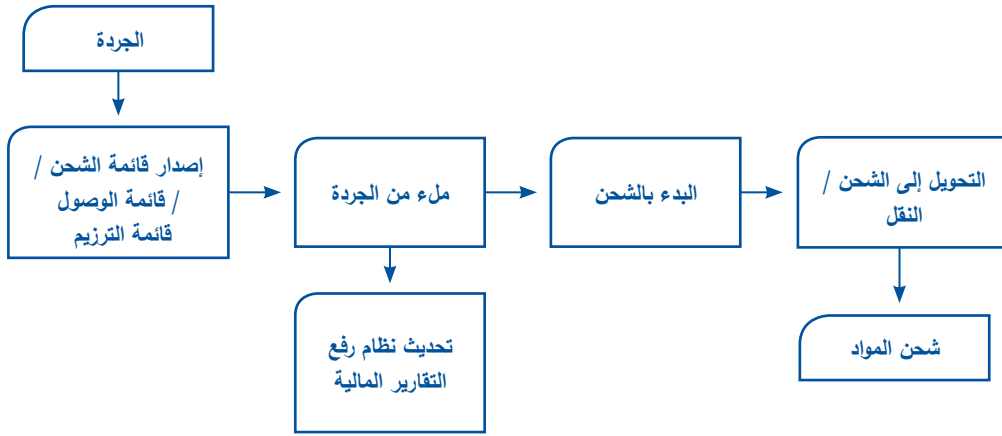 الجردة
إصدار قائمة الشحن /
قائمة الوصول /
قائمة الترزيم
ملء من الجردة
البدء بالشحن
التحويل إلى الشحن /
النقل
تحديث نظام رفع
التقارير المالية
شحن المواد